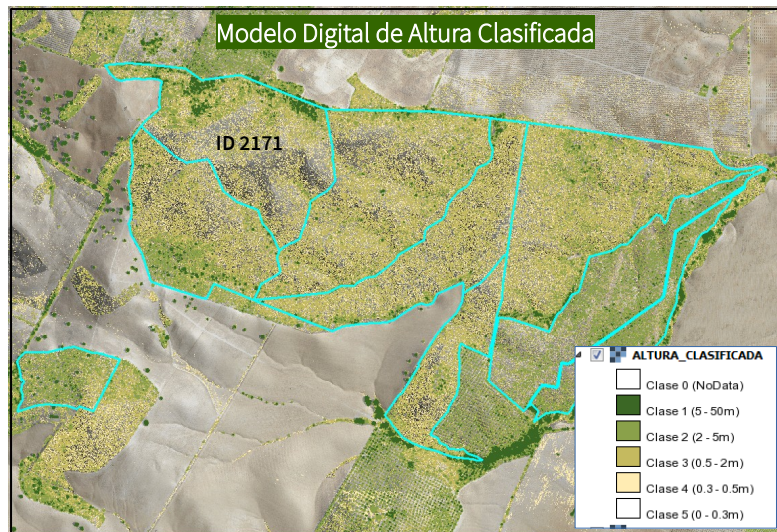 Modelo Digital de Altura Clasificada
ID 2171
ALTURA_CLASIFICADA
Clase 0 (NoData)
Clase 1 (5 - 50m)
Clase 2 (2 - 5m)
Clase 3 (0.5 - 2m)
Clase 4 (0.3 - 0.5m)
Clase 5 (0 - 0.3m)